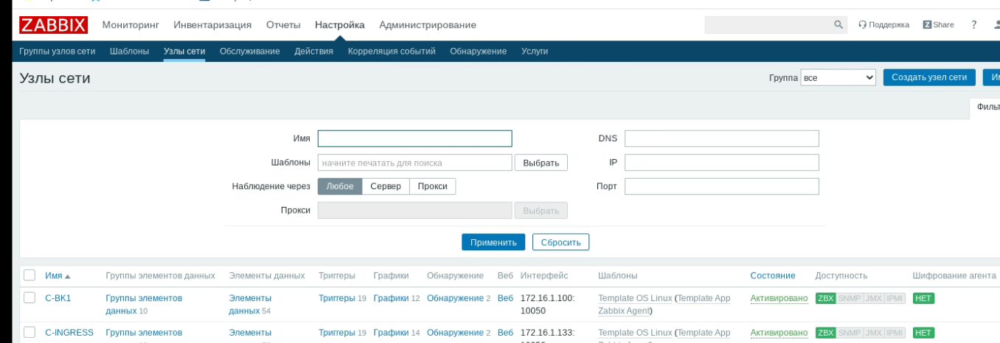 ZABBIX Мониторинг Инвентаризация Отчеты Настройка Администрирование Поддержка Z Share ?
Группы узлов сети Шаблоны Узлы сети Обслуживание Действия Корреляция событий Обнаружение Услуги
Узлы сети Группа все Создать узел сети
Имя DNS
Шаблоны начните печатать для поиска Выбрать IP
Наблюдение через Любое Сервер Прокси Порт
Прокси Выбрать
Применить Сбросить
Имя Группы элементов данных Элементы данных Триггеры Графики Обнаружение Веб Интерфейс Шаблоны Состояние Доступность Шифрование агента
C-BK1 Группы элементов Элементы Триггеры 19 Графики 12 Обнаружение 2 Веб 172.16.1.100: Template OS Linux (Template App Активировано ZBX SNMP JMX IPMI НЕТ
данных 10 данных 54 10050 Zabbix Agent)
C-INGRESS Группы элементов Элементы Триггеры 19 Графики 14 Обнаружение 2 Веб 172.16.1.133: Template OS Linux (Template App Активировано ZBX SNMP JMX IPMI НЕТ